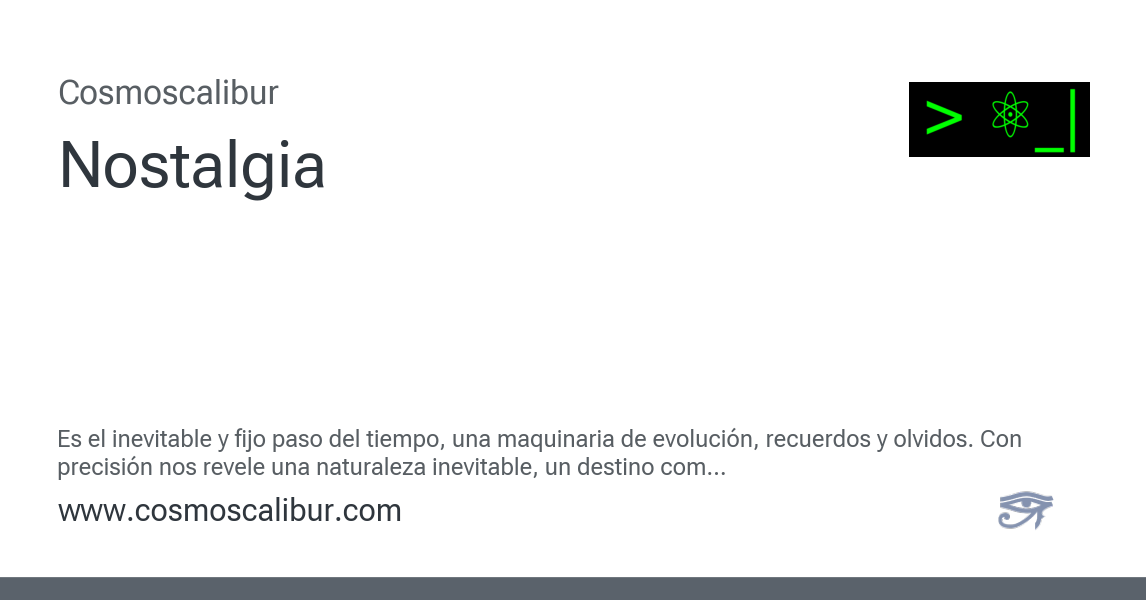 Cosmoscalibur
Nostalgia
> ⚛_|
Es el inevitable y fijo paso del tiempo, una maquinaria de evolución, recuerdos y olvidos. Con
precisión nos revele una naturaleza inevitable, un destino com...
www.cosmoscalibur.com